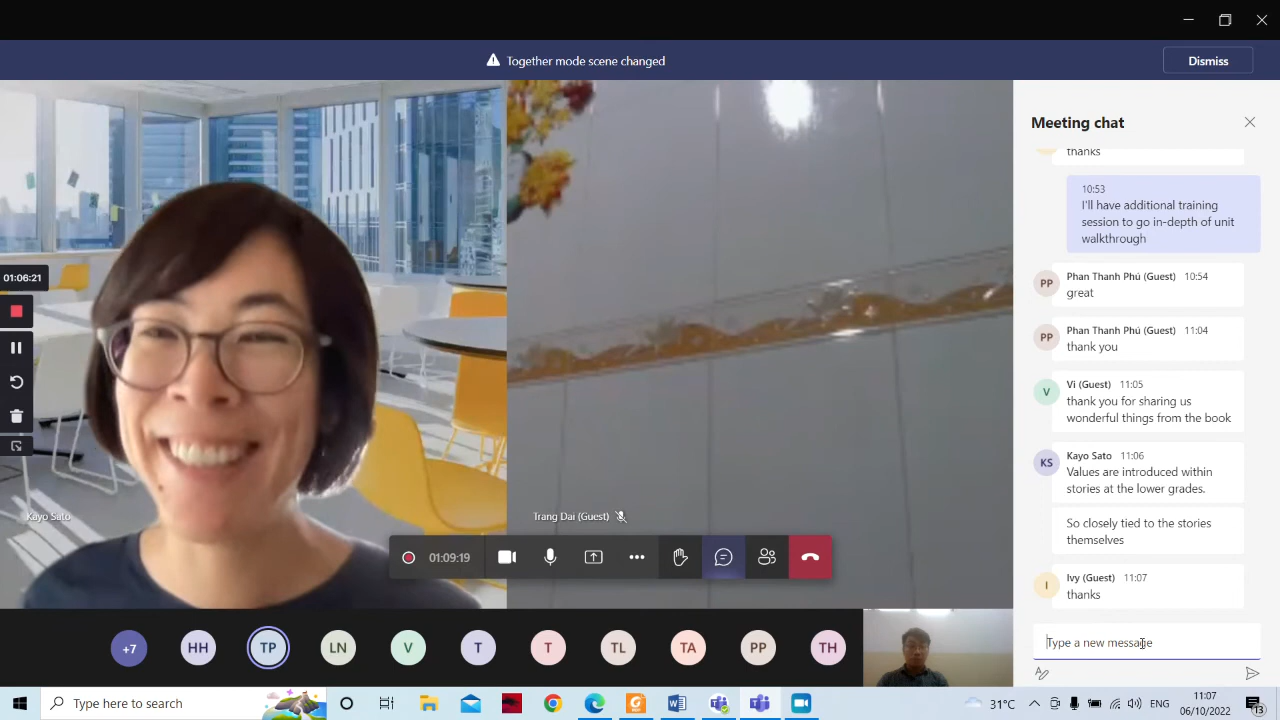 Together mode scene changed
Dismiss
Meeting chat
thanks
10:53
I'll have additional training
session to go in-depth of unit
walkthrough
PP
Phan Thanh Phú (Guest) 10:54
great
PP
Phan Thanh Phú (Guest) 11:04
thank you
V
Vi (Guest) 11:05
thank you for sharing us
wonderful things from the book
KS
Kayo Sato 11:06
Values are introduced within
stories at the lower grades.
So closely tied to the stories
themselves
I
Ivy (Guest) 11:07
thanks
Type a new message
01:06:21
Kayo Sato
Trang Dai (Guest)
01:09:19
+7
HH
TP
LN
V
T
T
TL
TA
PP
TH
Type here to search
31°C
ENG
11:07
06/10/2022
13